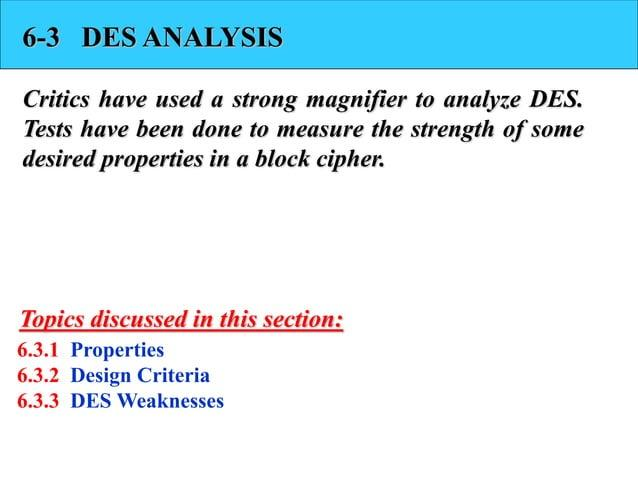 6-3 DES ANALYSIS
Critics have used a strong magnifier to analyze DES.
Tests have been done to measure the strength of some
desired properties in a block cipher.
Topics discussed in this section:
6.3.1 Properties
6.3.2 Design Criteria
6.3.3 DES Weaknesses